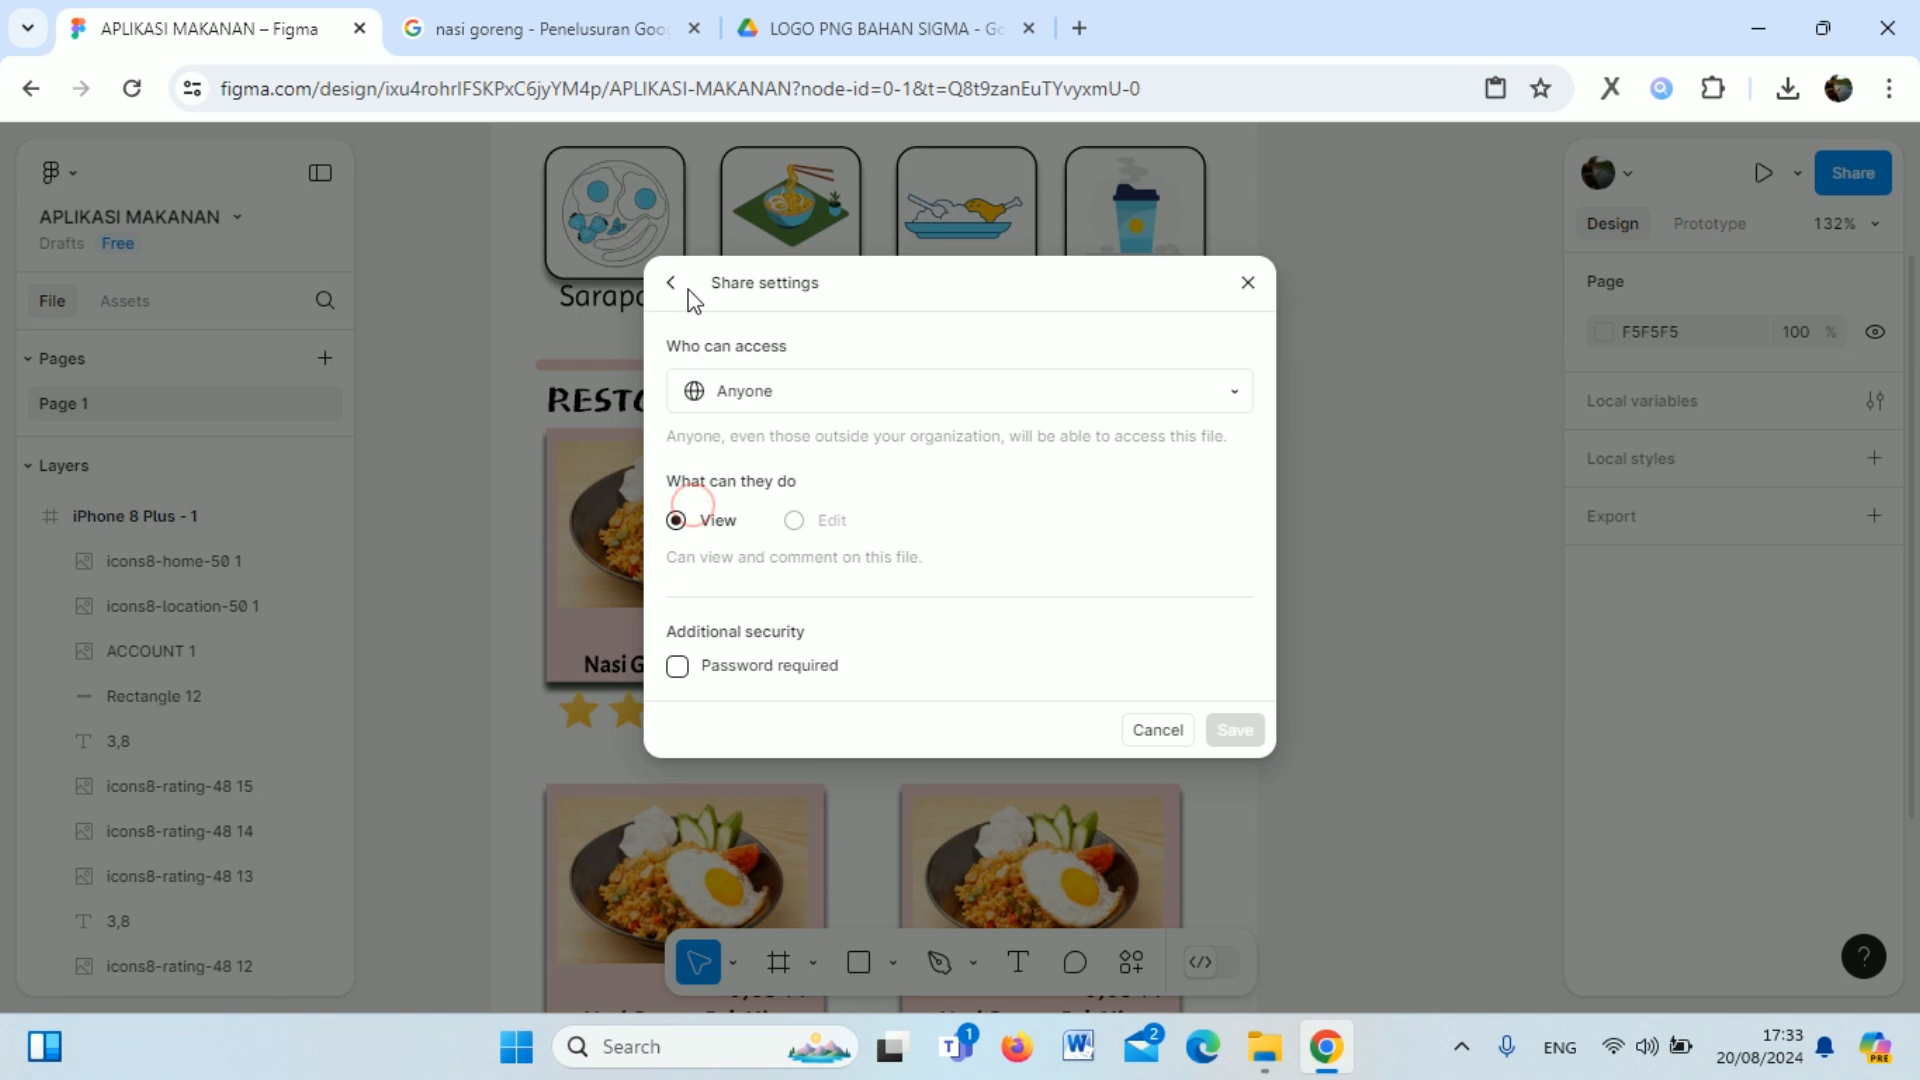 APLIKASI MAKANAN – Figma
nasi goreng - Penelusuran Goog
LOGO PNG BAHAN SIGMA - Go
figma.com/design/ixu4rohrIFSKPxC6jyYM4p/APLIKASI-MAKANAN?node-id=0-1&t=Q8t9zanEuTYvyxmU-0
APLIKASI MAKANAN
Drafts Free
File Assets
Pages
Page 1
Layers
iPhone 8 Plus - 1
icons8-home-50 1
icons8-location-50 1
ACCOUNT 1
Rectangle 12
3,8
icons8-rating-48 15
icons8-rating-48 14
icons8-rating-48 13
3,8
icons8-rating-48 12
Sarap
RESTO
Nasi G
Share settings
Who can access
Anyone
Anyone, even those outside your organization, will be able to access this file.
What can they do
View Edit
Can view and comment on this file.
Additional security
Password required
Cancel Save
Share
Design Prototype 132%
Page
F5F5F5 100 %
Local variables
Local styles
Export
?
Search
1
2
ENG
17:33
20/08/2024
PRE